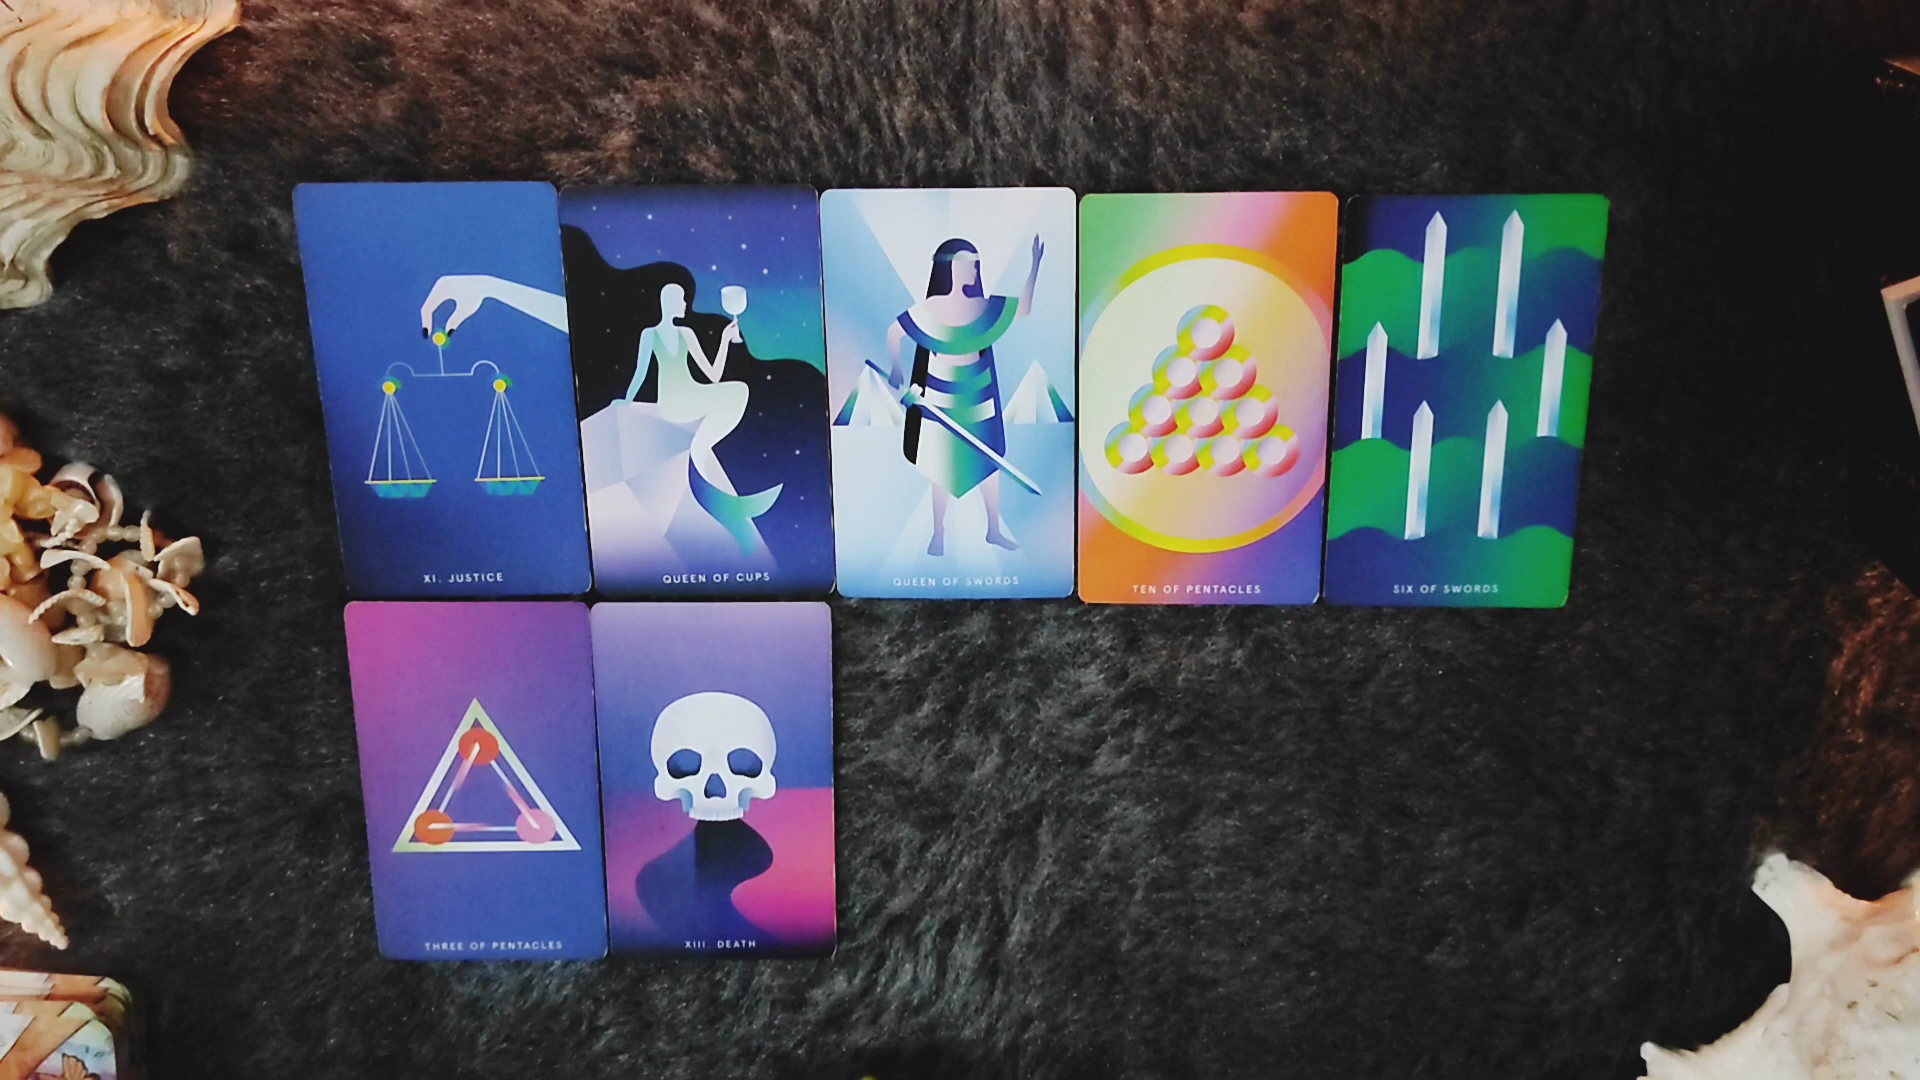 XI. JUSTICE
QUEEN OF CUPS
QUEEN OF SWORDS
TEN OF PENTACLES
SIX OF SWORDS
THREE OF PENTACLES
XIII. DEATH